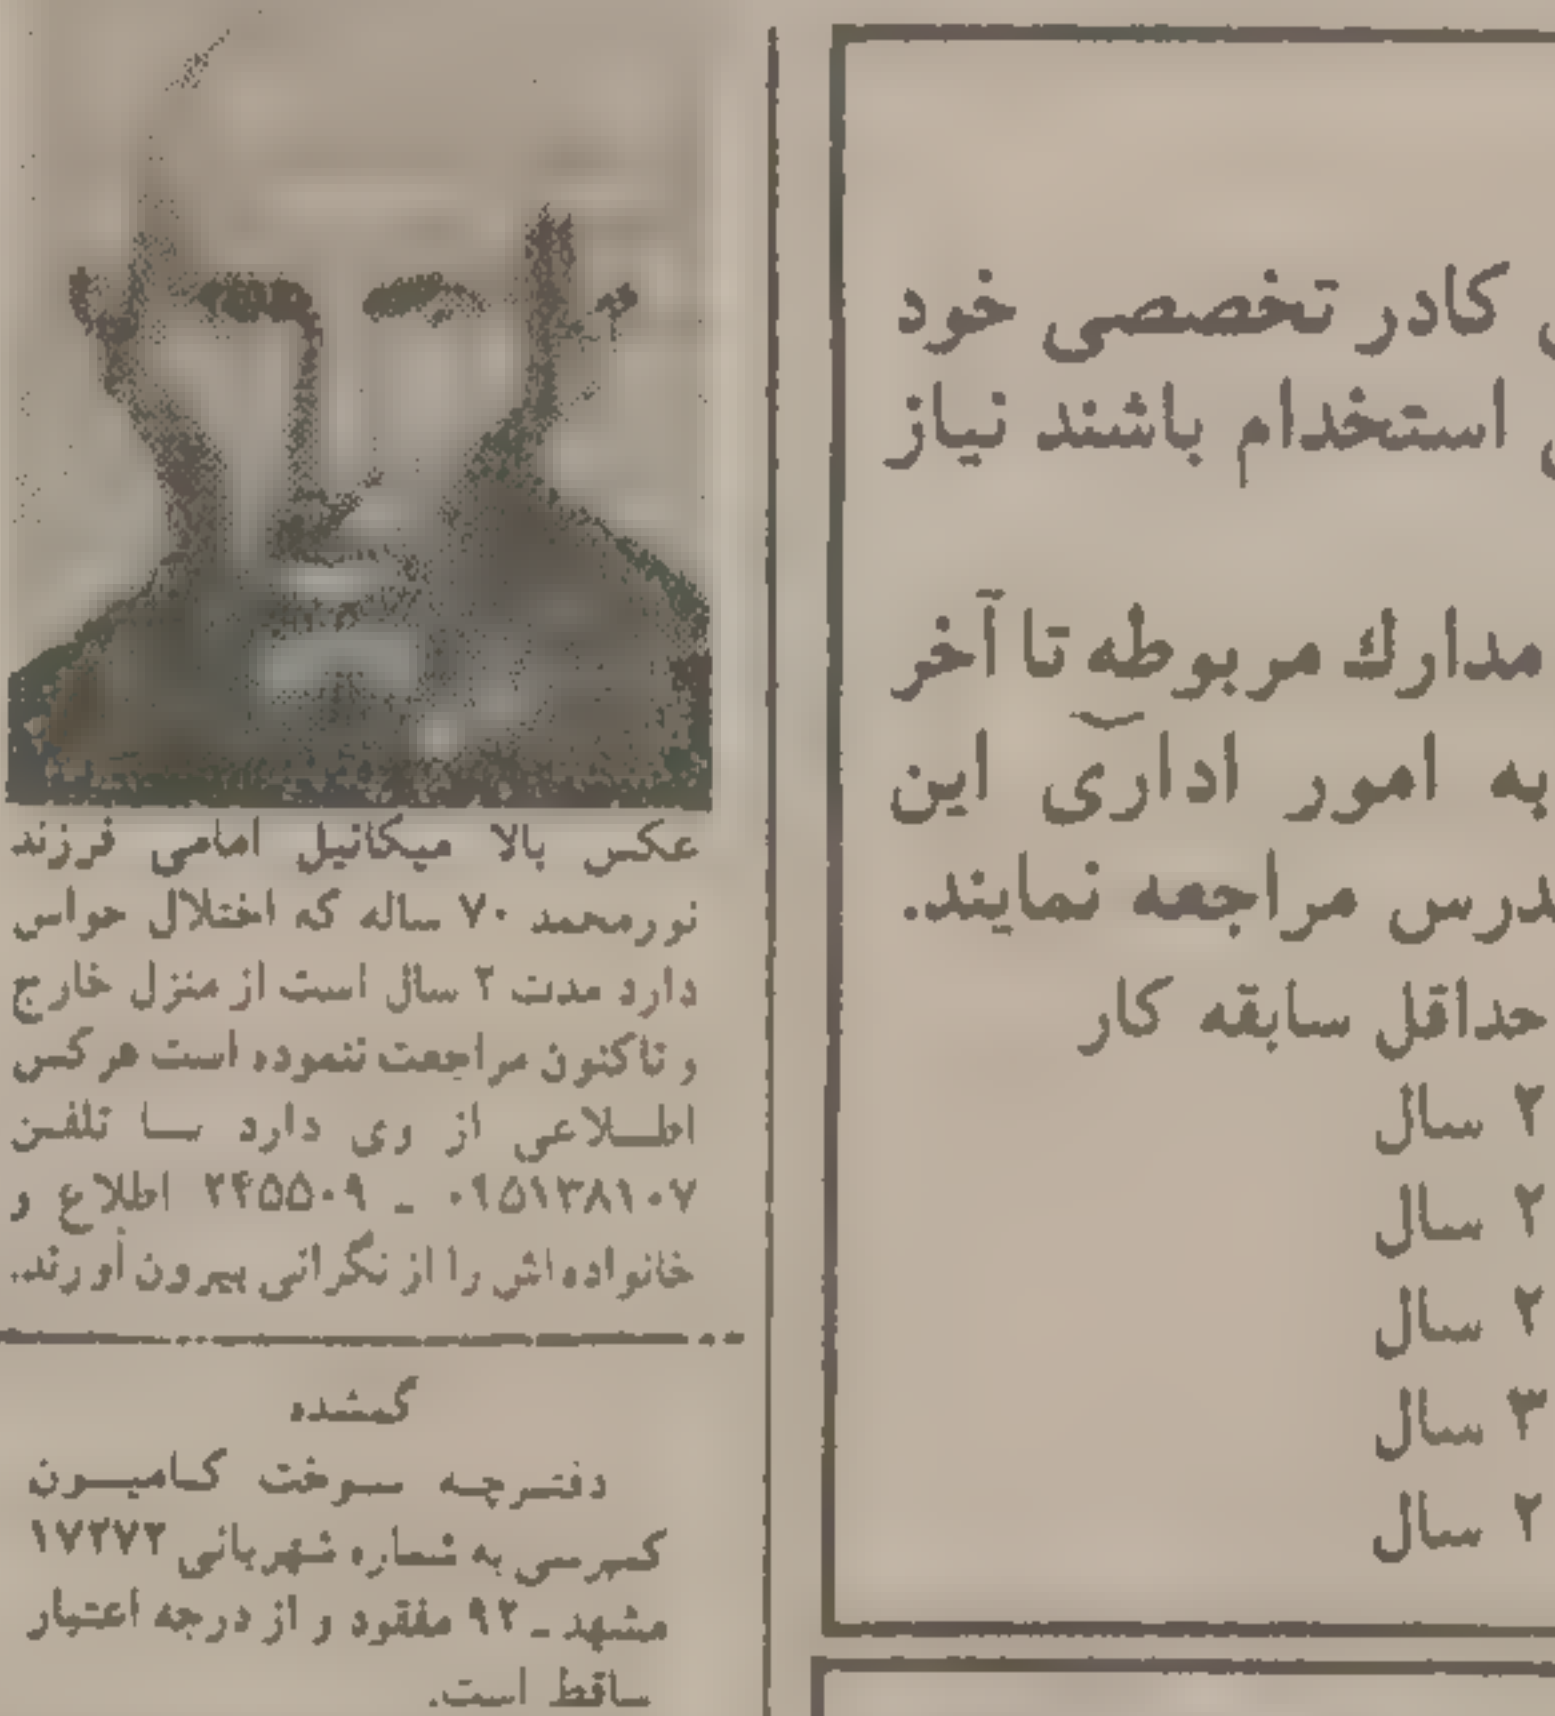 کادر تخصصی خود
استخدام باشند نیاز
مدارك مربوطه تا آخر
به امور اداری این
مراجعه نمایند.
حداقل سابقه کار
۲ سال
۲ سال
۲ سال
۳ سال
۲ سال
عکس بالا میکائیل امامی فرزند
نورمحمد ۷۰ ساله که اختلال حواس
دارد مدت ۲ سال است از منزل خارج
و تاکنون مراجعت ننموده است هرکس
اطلاعی از وی دارد با تلفن
۰۹۵۱۳۸۱۰۷ ـ ۲۴۵۵۰۹ اطلاع و
خانواده‌اش را از نگرانی بیرون آورند.
گمشده
دفترچه سوخت کامیون
کمپرسی به شماره شهربانی ۱۷۲۷۲
مشهد ـ ۹۲ مفقود و از درجه اعتبار
ساقط است.